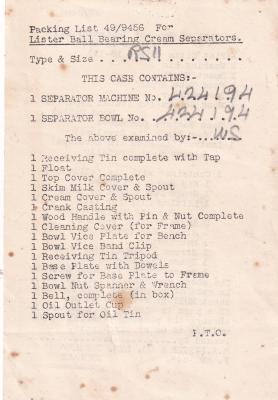 Packing List 49/9456 For
Lister Ball Bearing Cream Separators.
Type & Size . . . RSII . . . . .
THIS CASE CONTAINS:-
1 SEPARATOR MACHINE No. 424194
1 SEPARATOR BOWL No. 424194
The above examined by:-...WS
1 Receiving Tin complete with Tap
1 Float
1 Top Cover Complete
1 Skim Milk Cover & Spout
1 Cream Cover & Spout
1 Crank Casting
1 Wood Handle with Pin & Nut Complete
1 Cleaning Cover (for Frame)
1 Bowl Vice Plate for Bench
1 Bowl Vice Band Clip
1 Receiving Tin Tripod
1 Base Plate with Dowels
1 Screw for Base Plate to Frame
1 Bowl Nut Spanner & Wrench
1 Bell, complete (in box)
1 Oil Outlet Cup
1 Spout for Oil Tin
P.T.O.